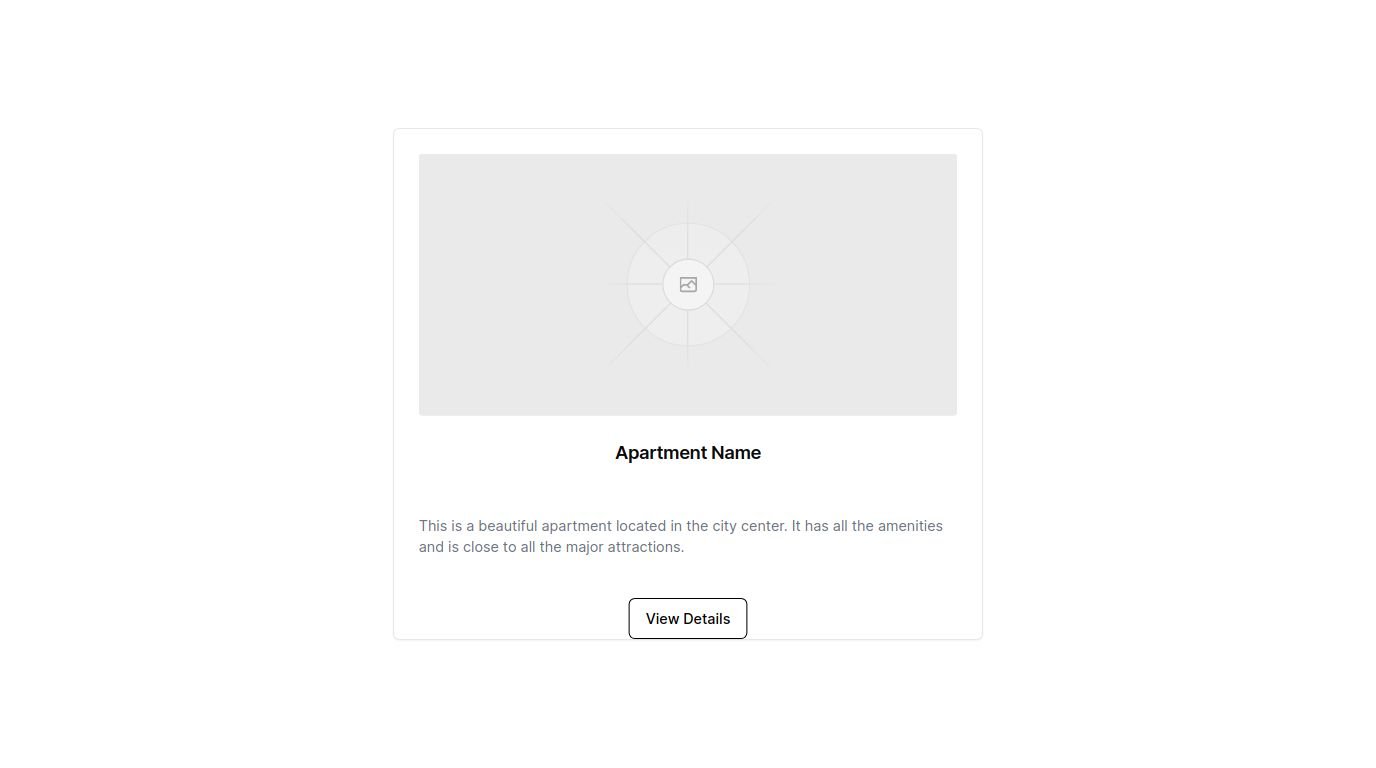 Apartment Name
This is a beautiful apartment located in the city center. It has all the amenities
and is close to all the major attractions.
View Details